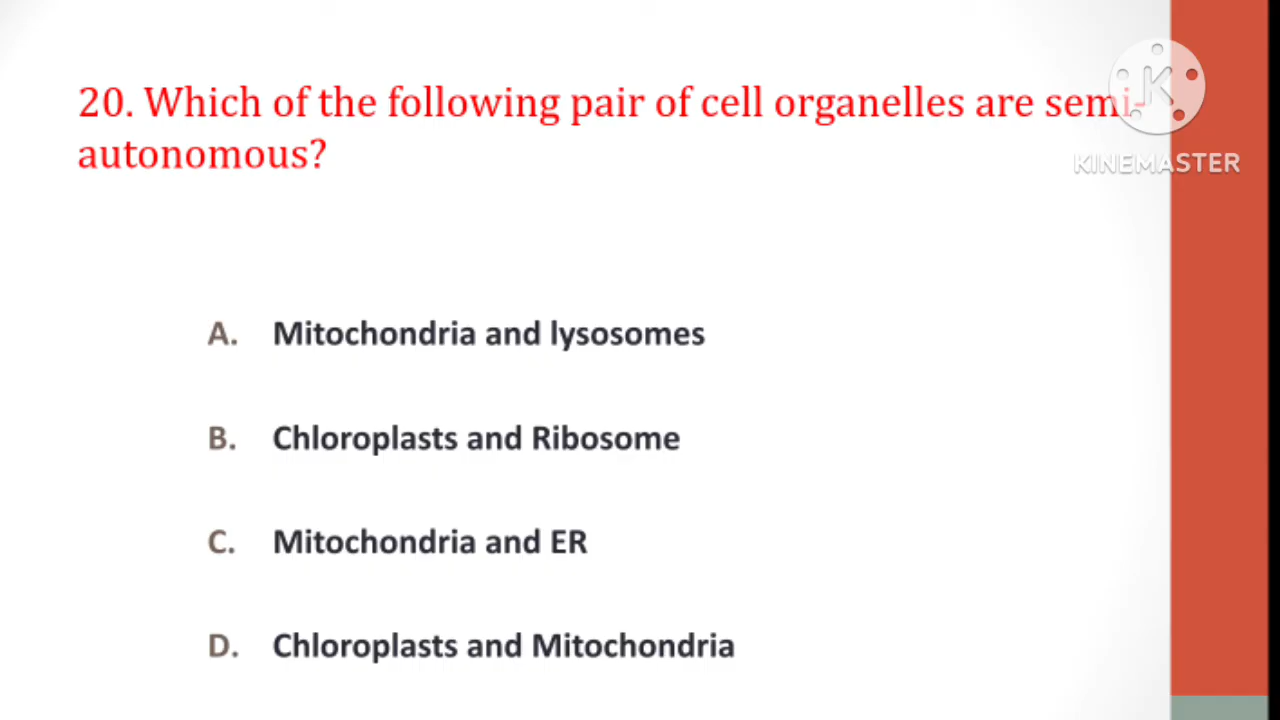 20. Which of the following pair of cell organelles are semi-
autonomous?
K
KINEMASTER
A. Mitochondria and lysosomes
B. Chloroplasts and Ribosome
C. Mitochondria and ER
D. Chloroplasts and Mitochondria